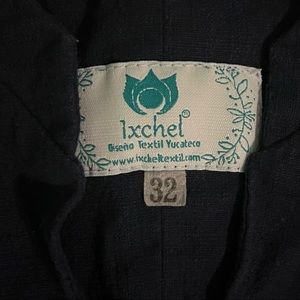 Ixchel®
Diseño Textil Yucateco
www.ixcheltextil.com
32